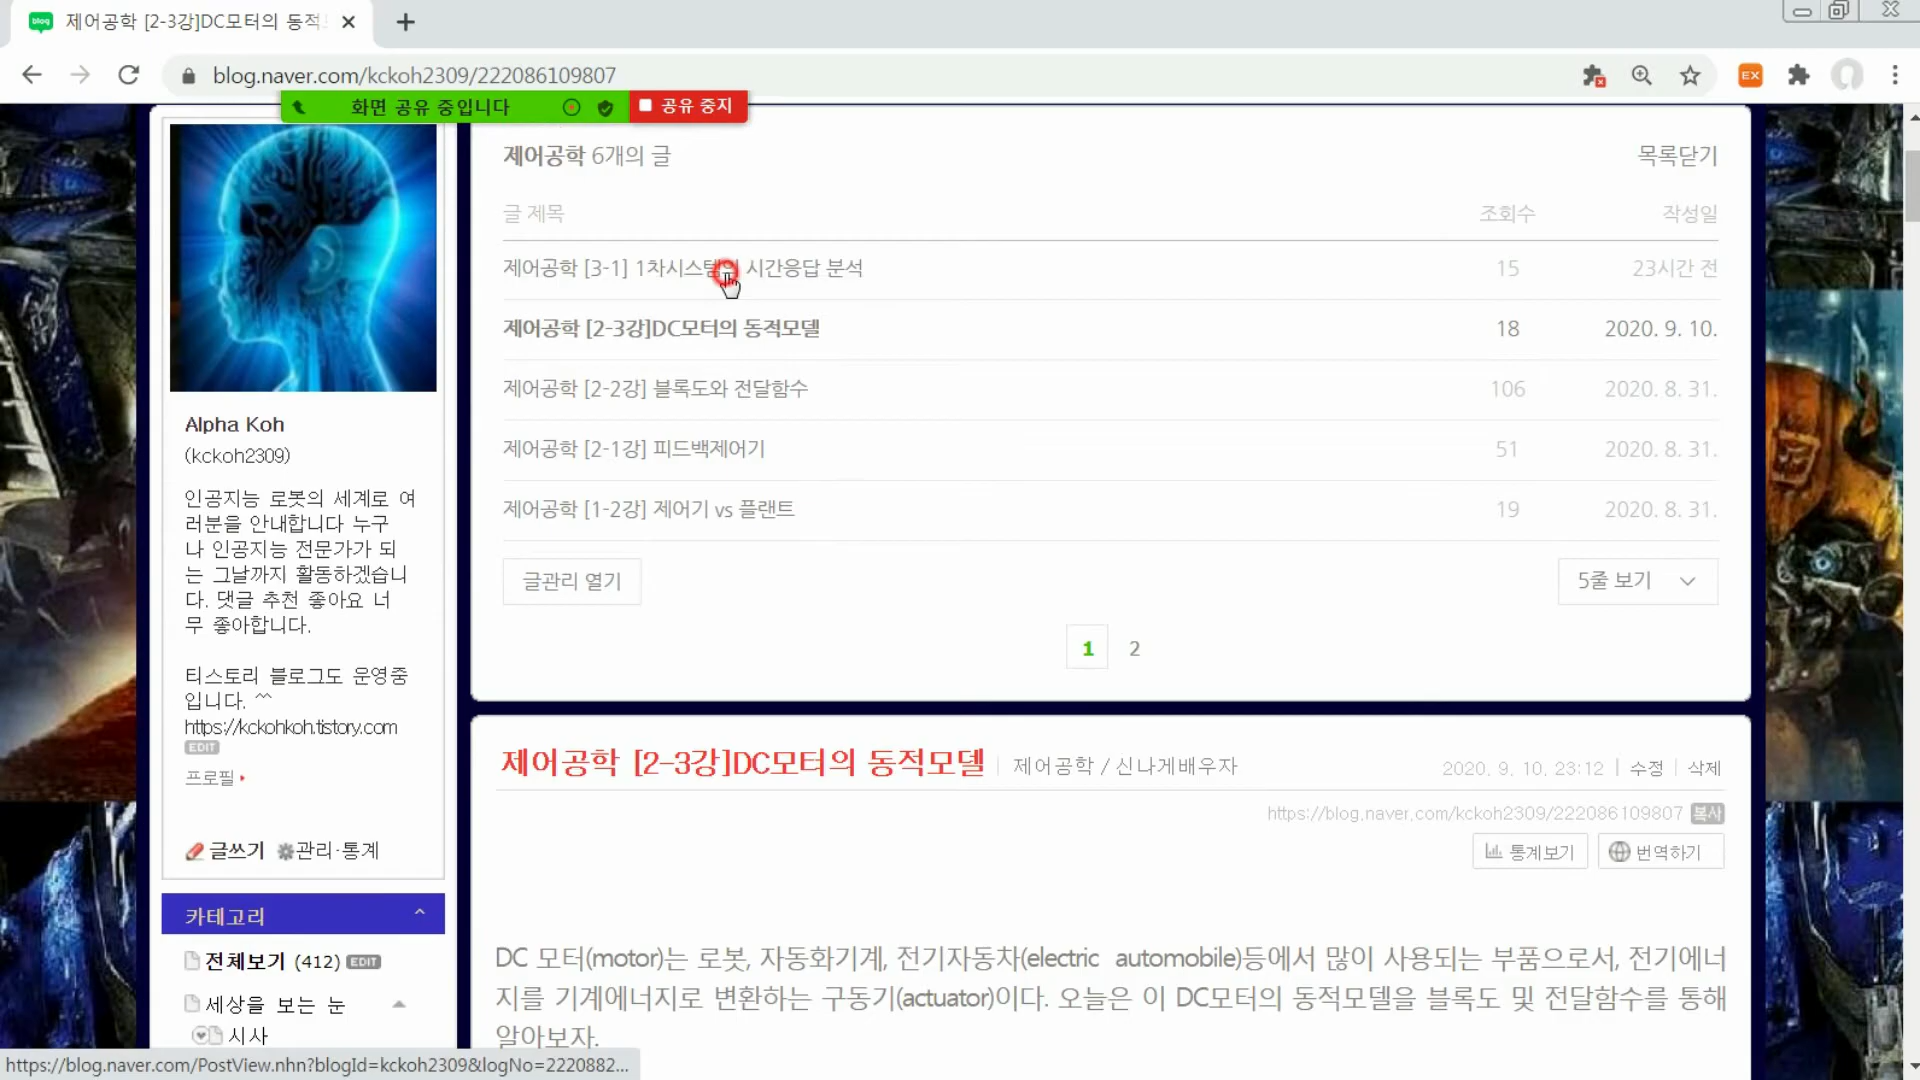 blog
제어공학 [2-3강]DC모터의 동적
blog.naver.com/kckoh2309/222086109807
EX
화면 공유 중입니다
공유 중지
제어공학 6개의 글
목록닫기
글 제목
조회수
작성일
제어공학 [3-1] 1차시스템의 시간응답 분석
15
23시간 전
제어공학 [2-3강]DC모터의 동적모델
18
2020. 9. 10.
제어공학 [2-2강] 블록도와 전달함수
106
2020. 8. 31.
제어공학 [2-1강] 피드백제어기
51
2020. 8. 31.
제어공학 [1-2강] 제어기 vs 플랜트
19
2020. 8. 31.
글관리 열기
5줄 보기
1
2
Alpha Koh
(kckoh2309)
인공지능 로봇의 세계로 여
러분을 안내합니다 누구
나 인공지능 전문가가 되
는 그날까지 활동하겠습니
다. 댓글 추천 좋아요 너
무 좋아합니다.
티스토리 블로그도 운영중
입니다. ^^
https://kckohkoh.tistory.com
EDIT
프로필
글쓰기
관리·통계
카테고리
전체보기 (412) EDIT
세상을 보는 눈
시사
제어공학 [2-3강]DC모터의 동적모델
제어공학 / 신나게배우자
2020. 9. 10. 23:12
수정
삭제
https://blog.naver.com/kckoh2309/222086109807 복사
통계보기
번역하기
DC 모터(motor)는 로봇, 자동화기계, 전기자동차(electric automobile)등에서 많이 사용되는 부품으로서, 전기에너
지를 기계에너지로 변환하는 구동기(actuator)이다. 오늘은 이 DC모터의 동적모델을 블록도 및 전달함수를 통해
알아보자.
https://blog.naver.com/PostView.nhn?blogId=kckoh2309&logNo=2220882...